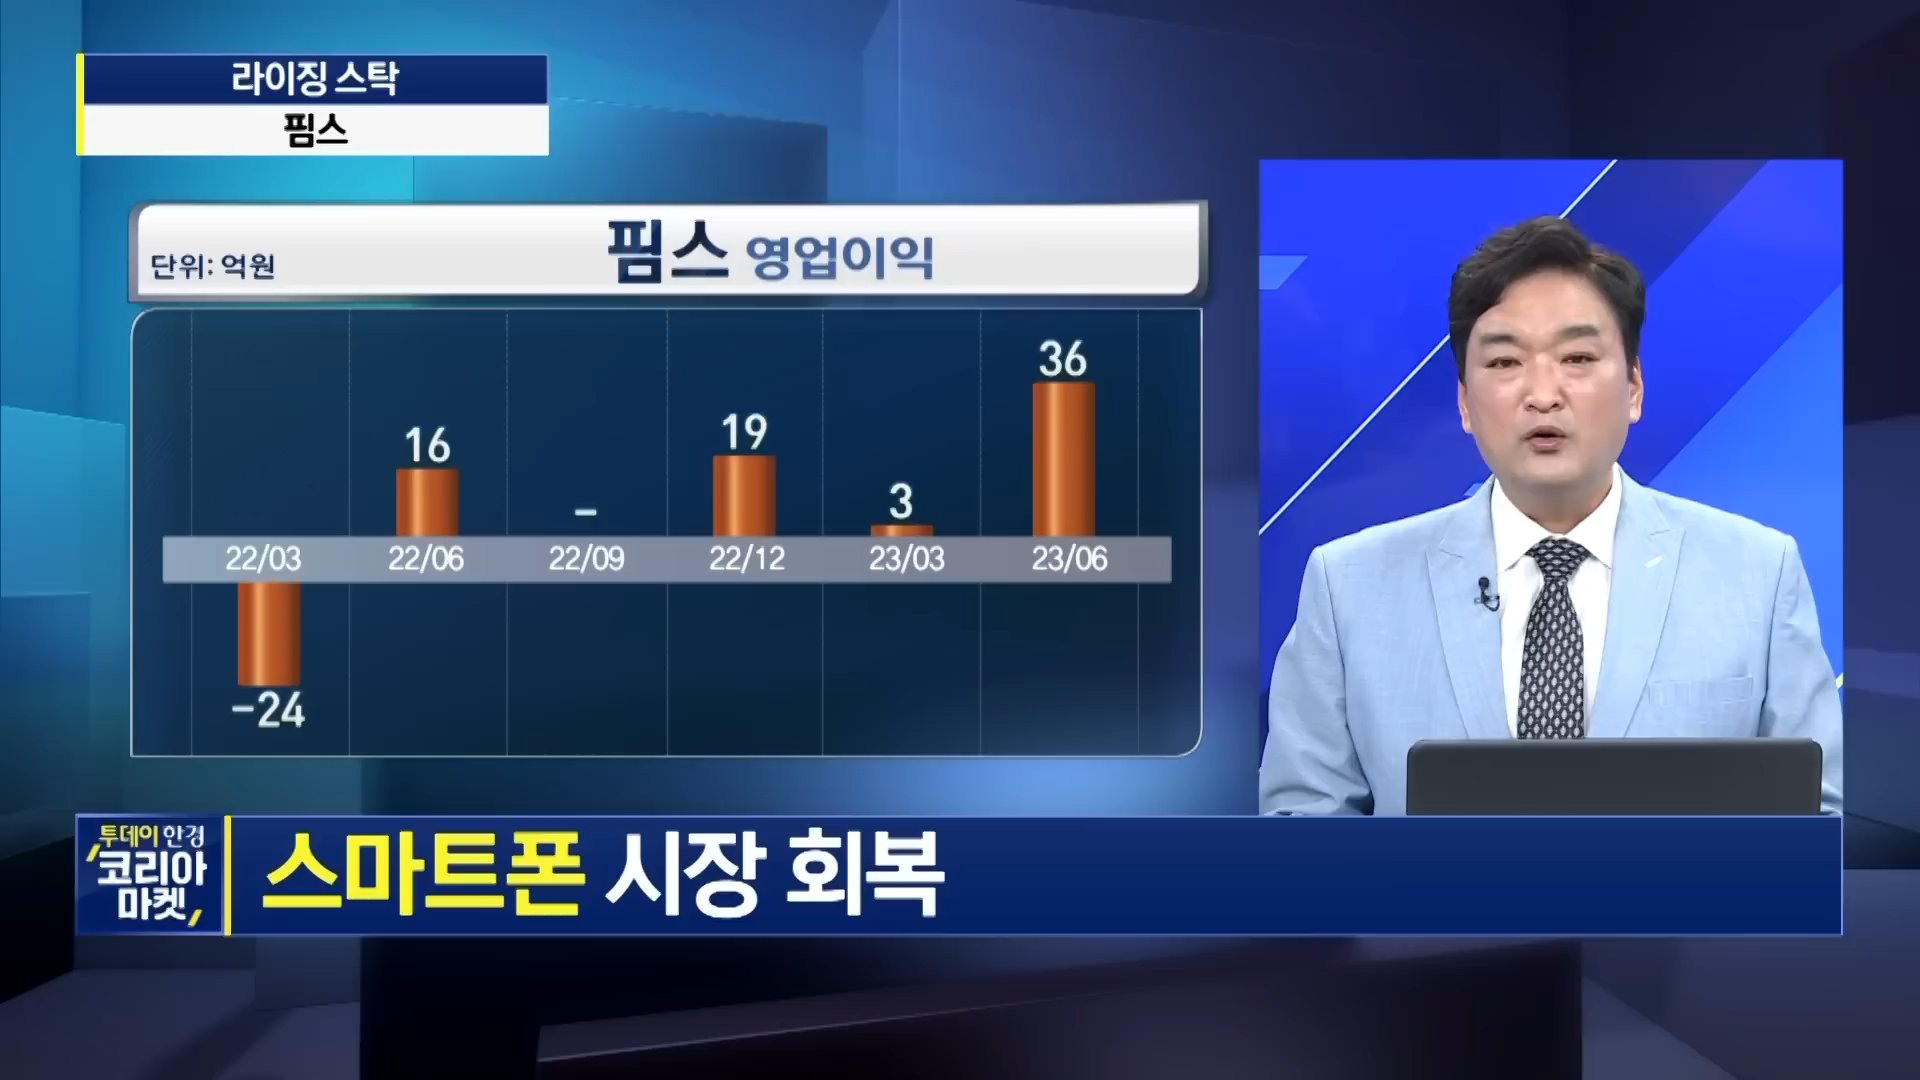 라이징 스탁
핌스
단위: 억원
핌스 영업이익
-24
16
-
19
3
36
22/03
22/06
22/09
22/12
23/03
23/06
투데이 한경
코리아
마켓
스마트폰 시장 회복